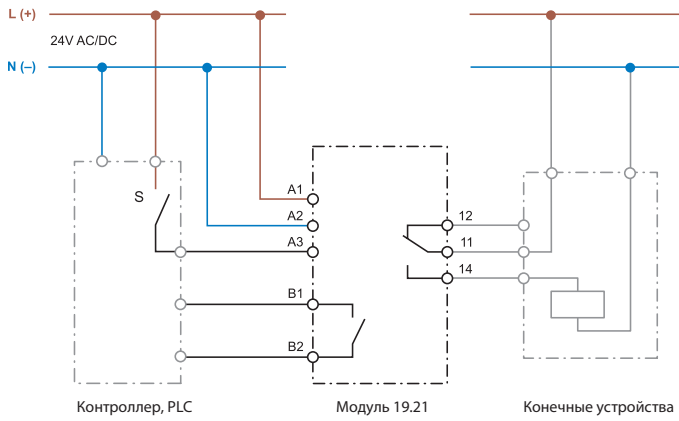 L (+)
24V AC/DC
N (–)
S
A1
A2
A3
B1
B2
12
11
14
Контроллер, PLC
Модуль 19.21
Конечные устройства